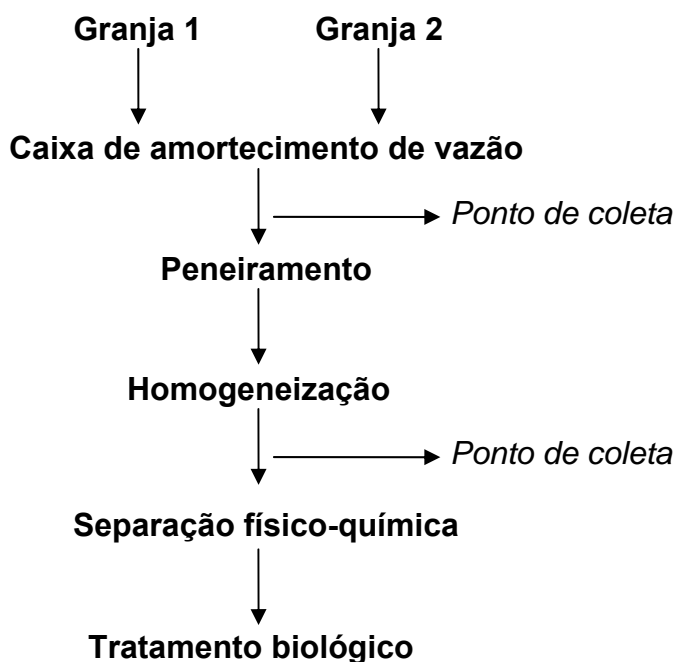 Granja 1 Granja 2
Caixa de amortecimento de vazão
Ponto de coleta
Peneiramento
Homogeneização
Ponto de coleta
Separação físico-química
Tratamento biológico